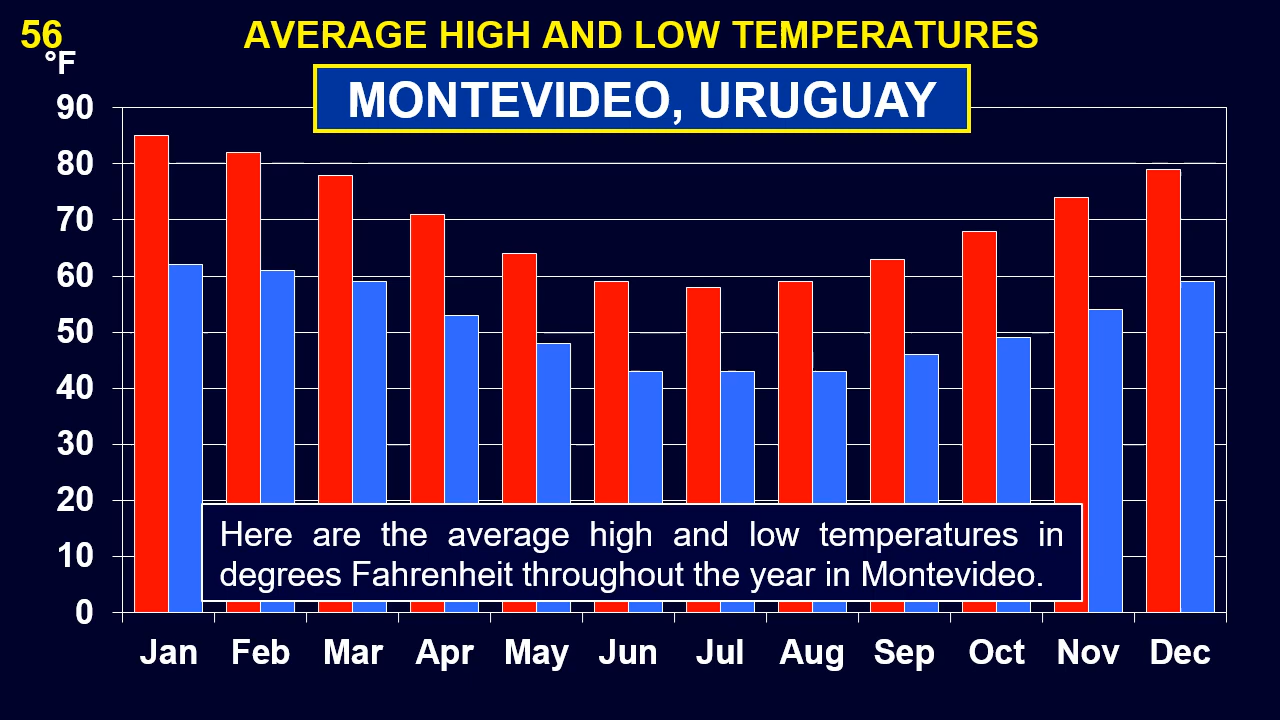 56
AVERAGE HIGH AND LOW TEMPERATURES
°F
MONTEVIDEO, URUGUAY
90
80
70
60
50
40
30
20
10
0
Here are the average high and low temperatures in
degrees Fahrenheit throughout the year in Montevideo.
Jan Feb Mar Apr May Jun Jul Aug Sep Oct Nov Dec